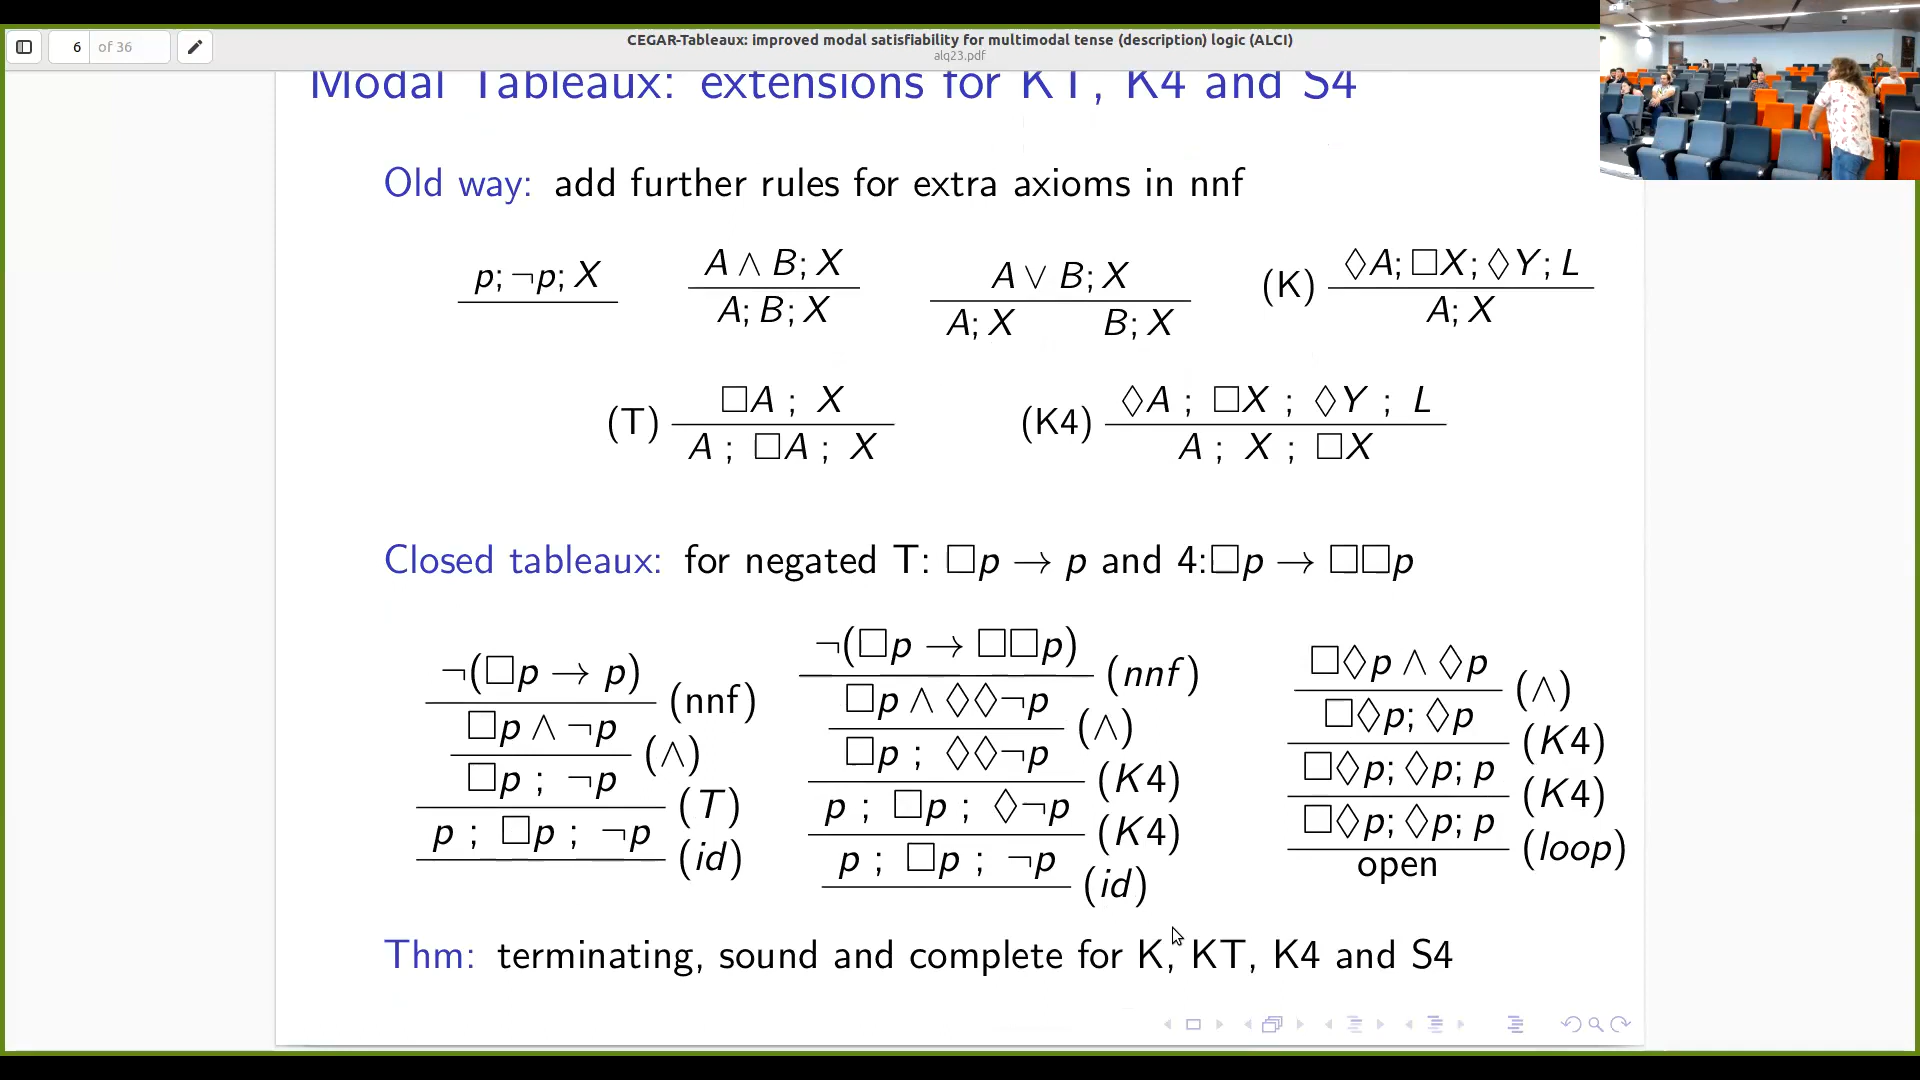 6 of 36
CEGAR-Tableaux: improved modal satisfiability for multimodal tense (description) logic (ALCI)
alq23.pdf
Modal Tableaux: extensions for KT, K4 and S4
Old way: add further rules for extra axioms in nnf
p; ¬p; X
A ∧ B; X
A; B; X
A ∨ B; X
A; X B; X
(K) ◊A; □X; ◊Y; L
A; X
(T) □A ; X
A ; □A ; X
(K4) ◊A ; □X ; ◊Y ; L
A ; X ; □X
Closed tableaux: for negated T: □p → p and 4:□p → □□p
¬(□p → p) (nnf)
□p ∧ ¬p (∧)
□p ; ¬p (T)
p ; □p ; ¬p (id)
¬(□p → □□p) (nnf)
□p ∧ ◊◊¬p (∧)
□p ; ◊◊¬p (K4)
p ; □p ; ◊¬p (K4)
p ; □p ; ¬p (id)
□◊p ∧ ◊p (∧)
□◊p; ◊p (K4)
□◊p; ◊p; p (K4)
□◊p; ◊p; p (loop)
open
Thm: terminating, sound and complete for K, KT, K4 and S4